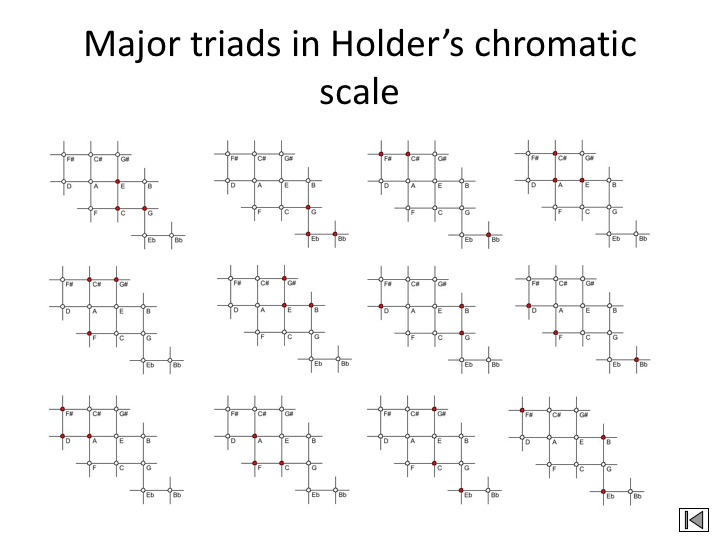 Major triads in Holder’s chromatic
scale
F# C# G# F# C# G# F# C# G# F# C# G#
D A E B D A E B D A E B D A E B
F C G F C G F C G F C G
Eb Bb Eb Bb Eb Bb Eb Bb
F# C# G# F# C# G# F# C# G# F# C# G#
D A E B D A E B D A E B D A E B
F C G F C G F C G F C G
Eb Bb Eb Bb Eb Bb Eb Bb
F# C# G# F# C# G# F# C# G# F# C# G#
D A E B D A E B D A E B A E B
F C G F C G F C G F C G
Eb Bb Eb Bb Eb Bb Eb Bb